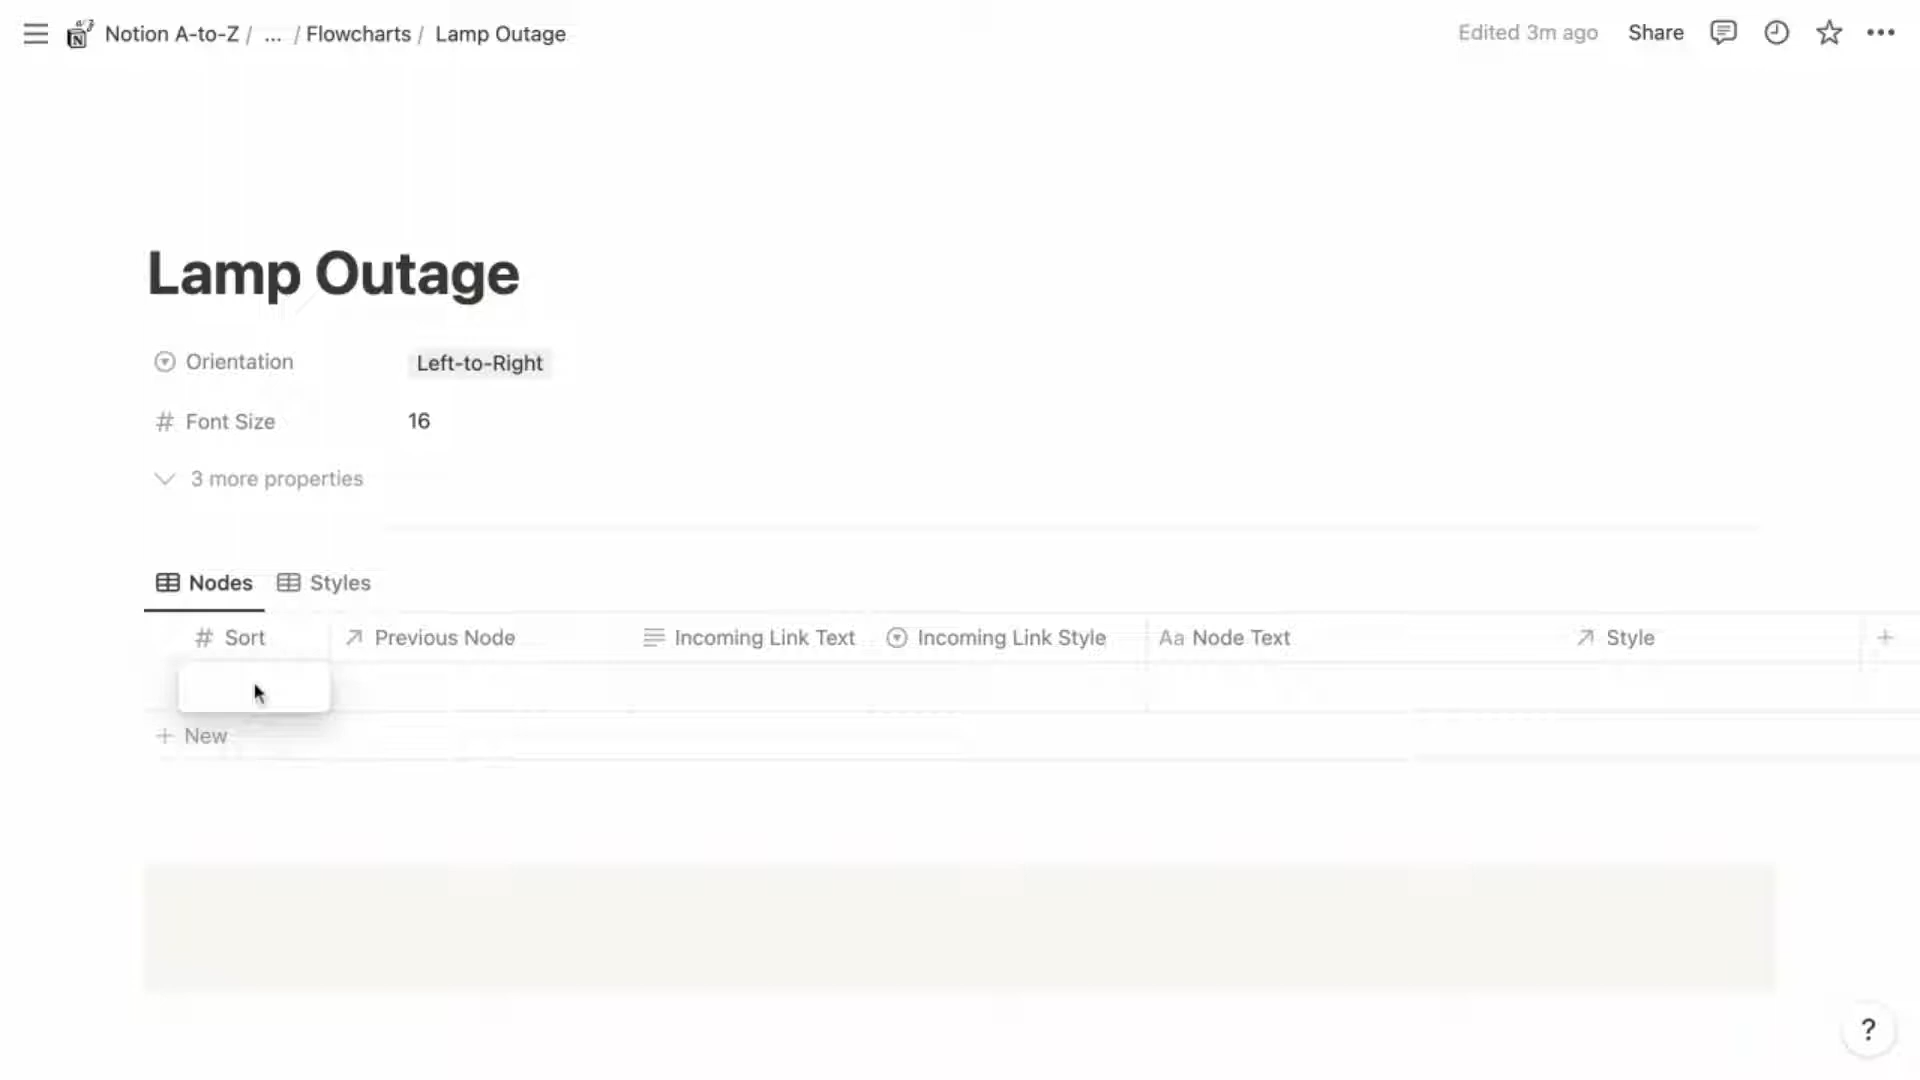 Notion A-to-Z / ... / Flowcharts / Lamp Outage
Edited 3m ago Share
Lamp Outage
Orientation Left-to-Right
# Font Size 16
3 more properties
Nodes Styles
# Sort Previous Node Incoming Link Text Incoming Link Style Aa Node Text Style +
+ New
?